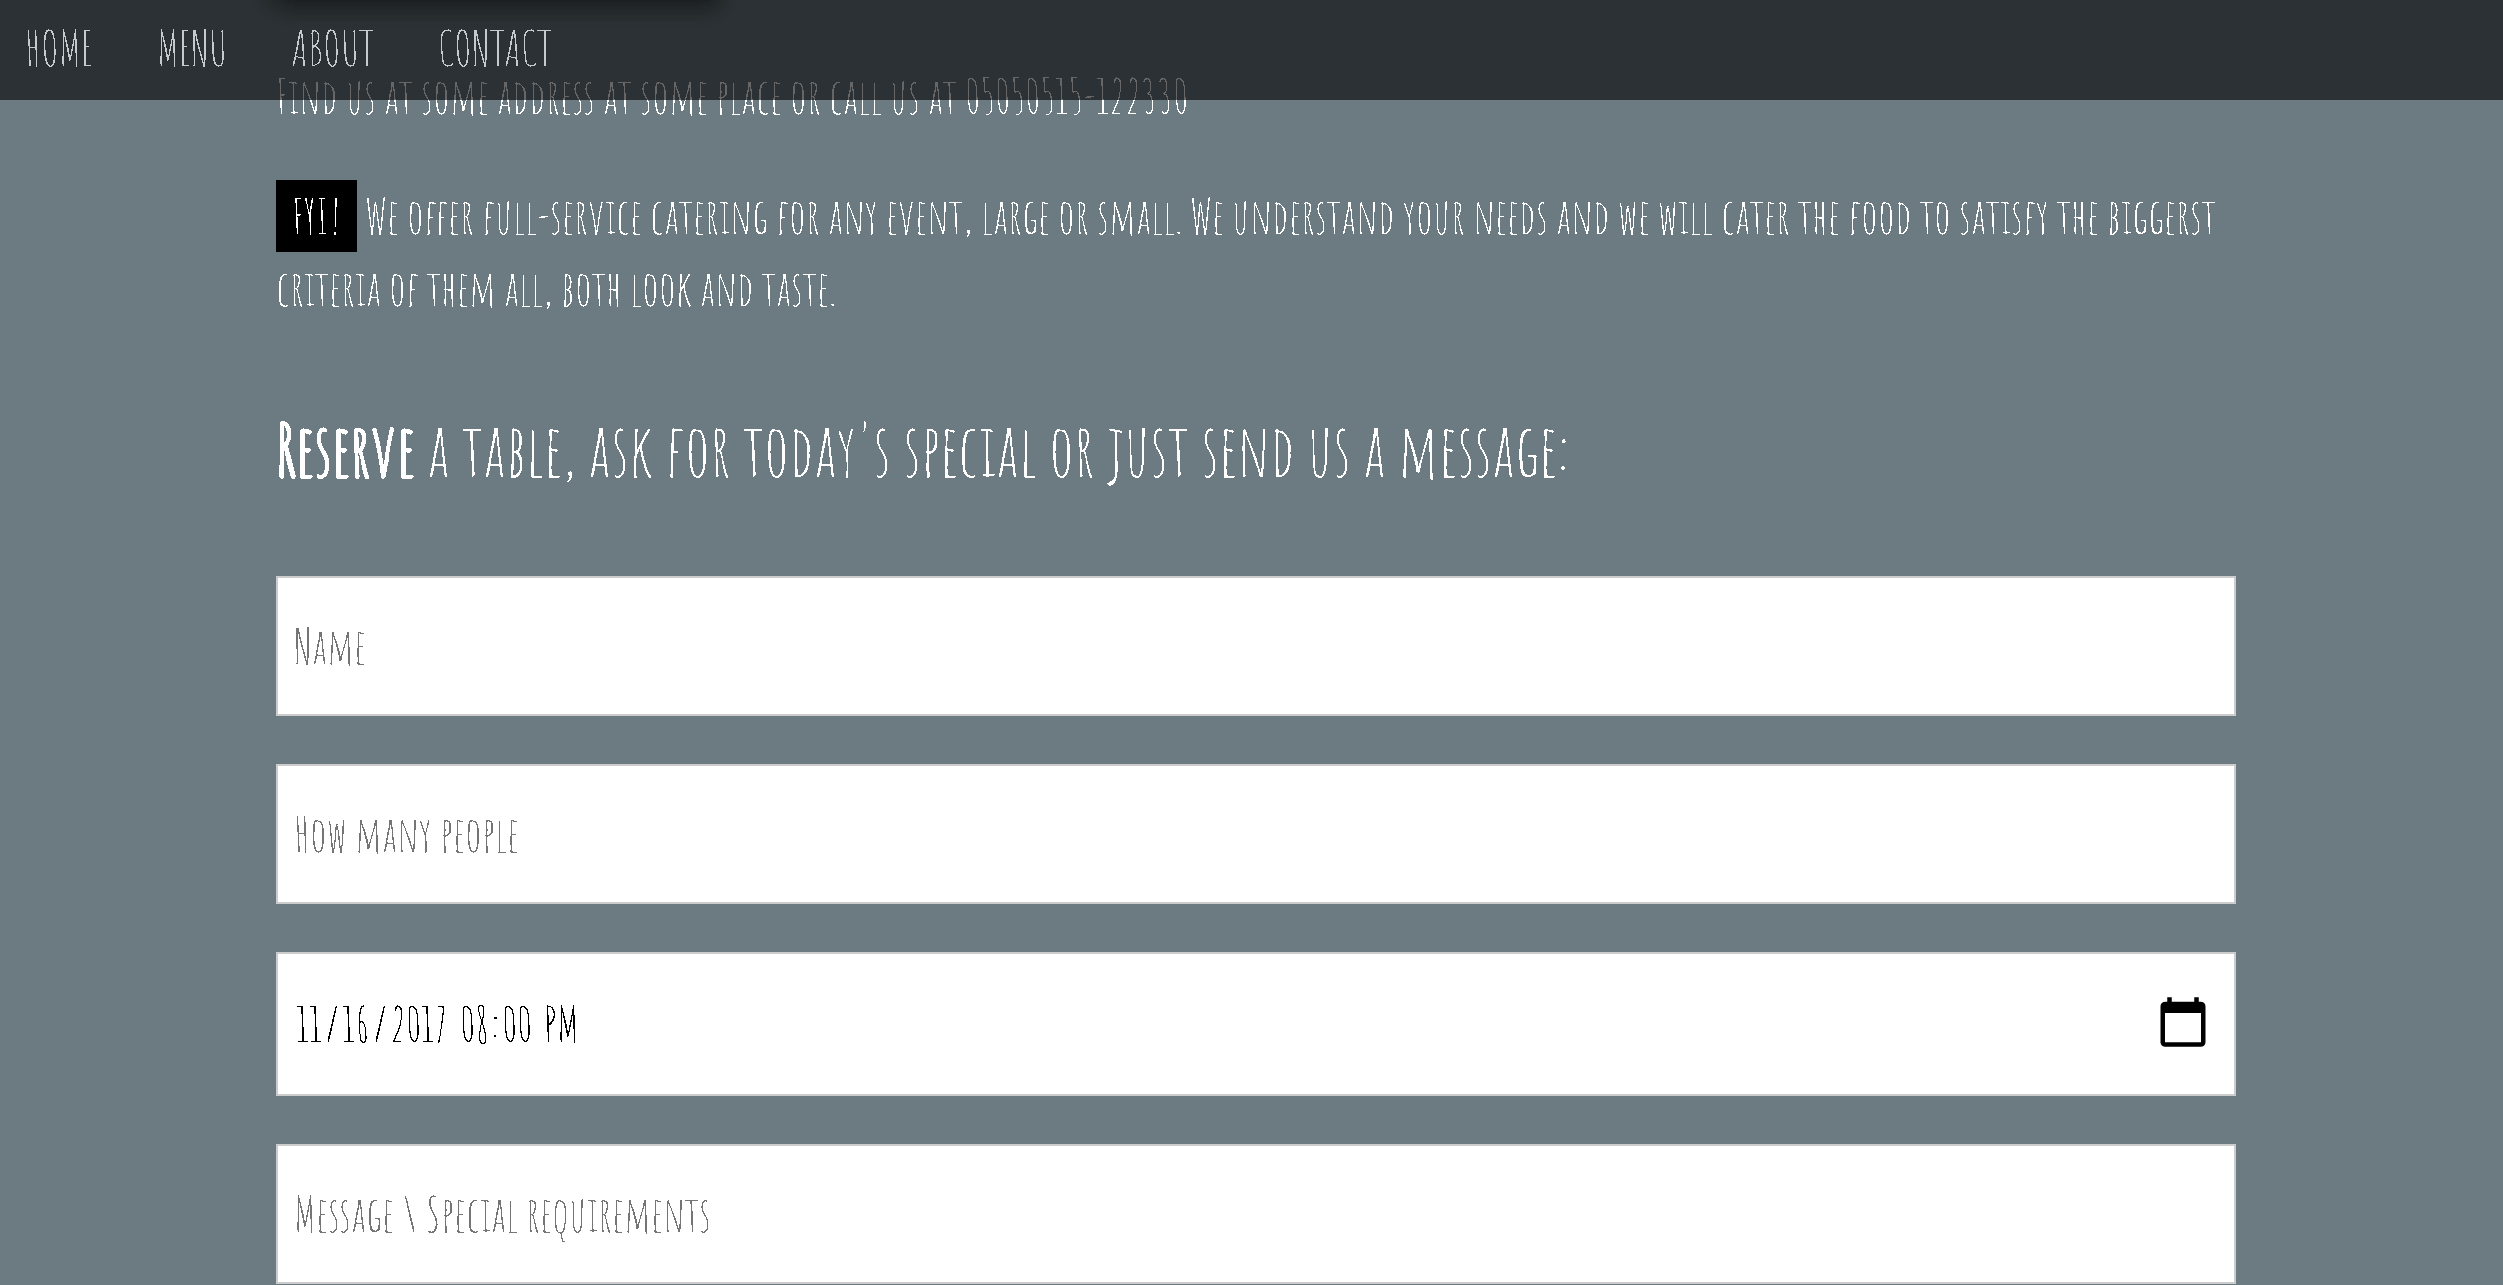 HOME MENU ABOUT CONTACT
Find us at some address at some place or call us at 05050515-122330
FYI! We offer full-service catering for any event, large or small. We understand your needs and we will cater the food to satisfy the biggerst
criteria of them all, both look and taste.
Reserve a table, ask for today's special or just send us a message:
Name
How many people
11/16/2017 08:00 PM
Message \ Special requirements